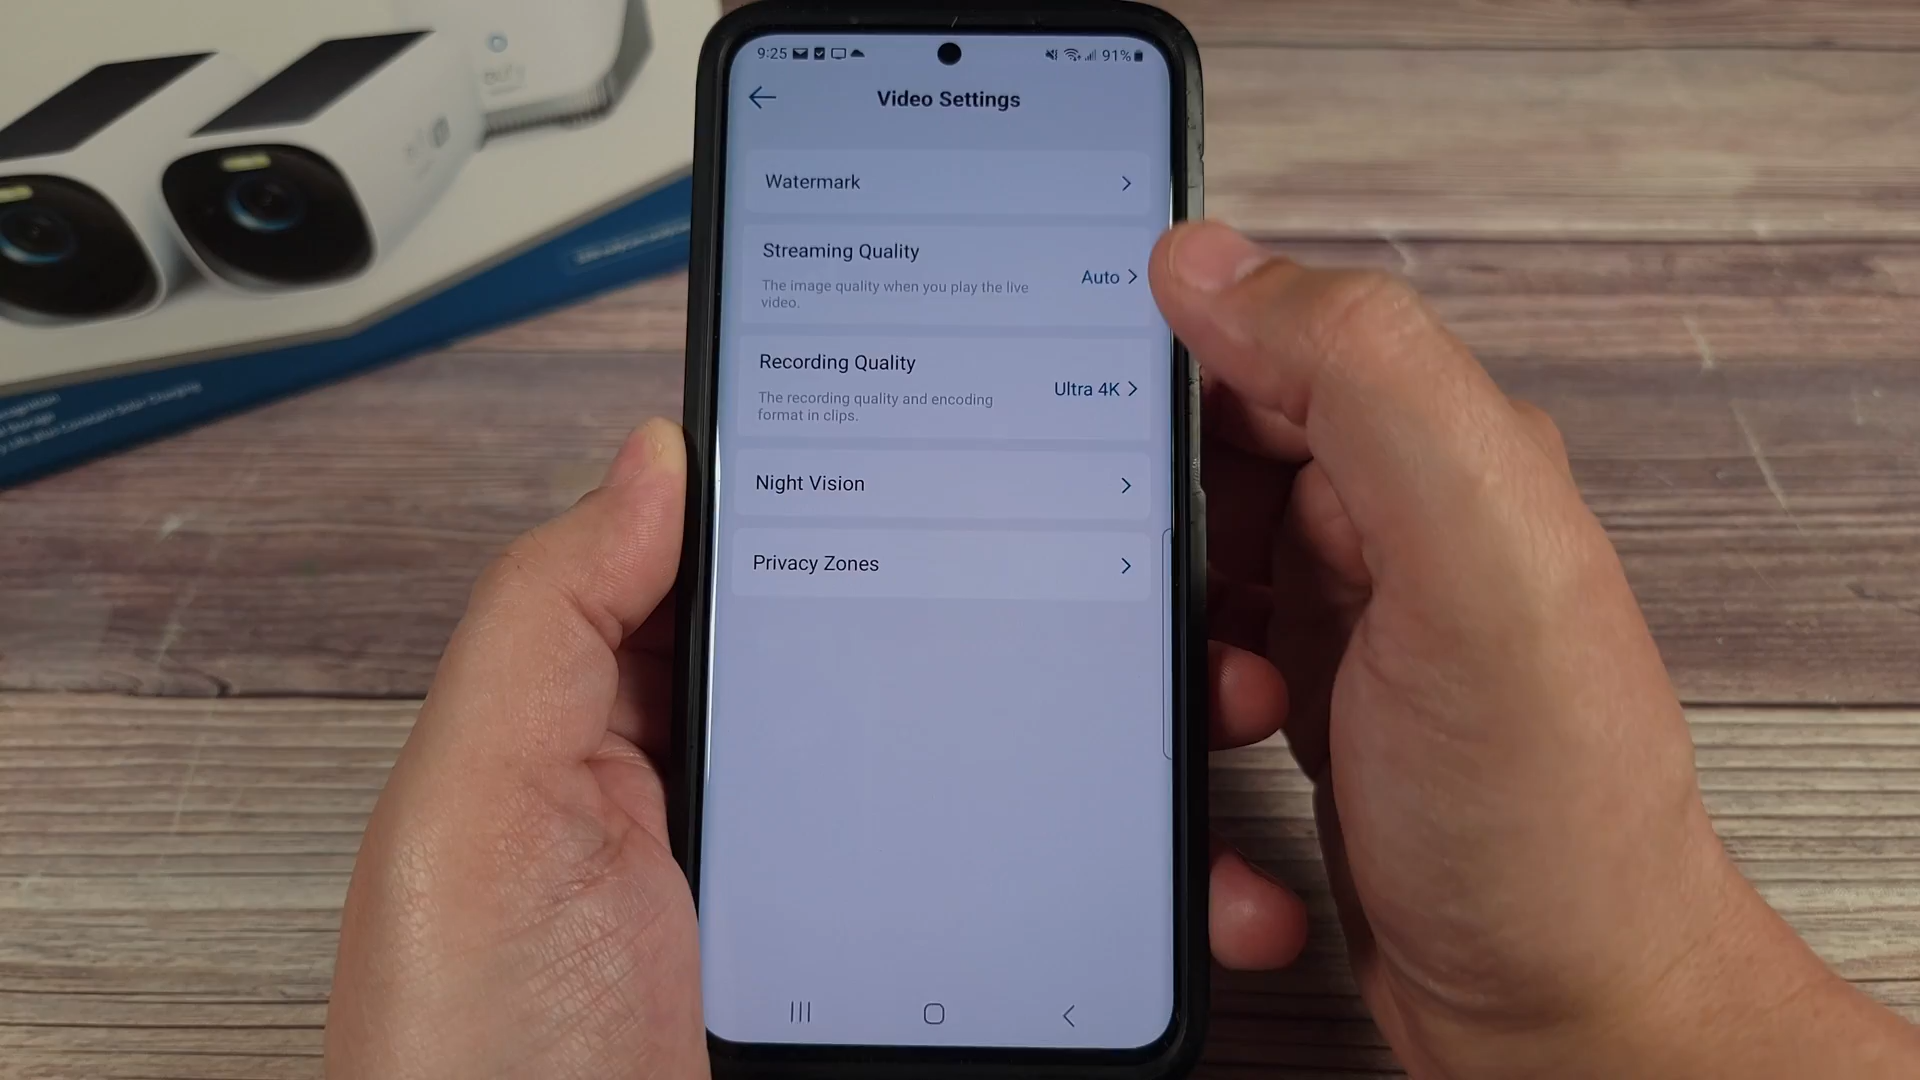 9:25
91%
Video Settings
Watermark
Streaming Quality
The image quality when you play the live
video.
Auto
Recording Quality
The recording quality and encoding
format in clips.
Ultra 4K
Night Vision
Privacy Zones